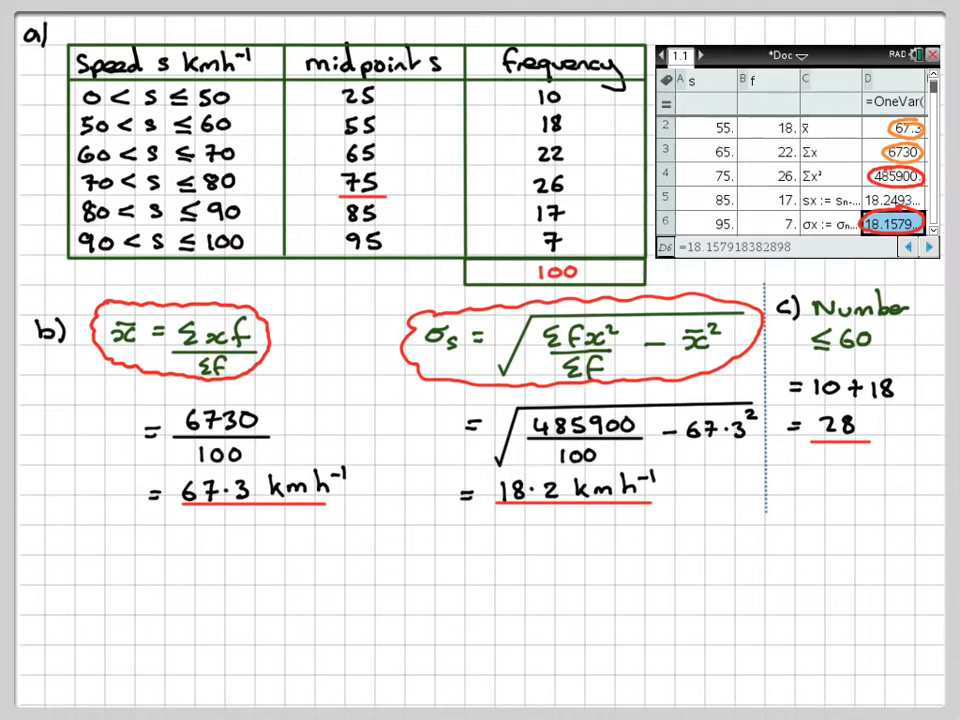 a)
Speed s kmh⁻¹ midpoint s frequency
0 < s ≤ 50 25 10
50 < s ≤ 60 55 18
60 < s ≤ 70 65 22
70 < s ≤ 80 75 26
80 < s ≤ 90 85 17
90 < s ≤ 100 95 7
100
1.1 *Doc RAD
A s B f C D
= =OneVar(
2 55. 18. x̄ 67.3
3 65. 22. Σx 6730
4 75. 26. Σx² 485900.
5 85. 17. sx := sn-... 18.2493...
6 95. 7. σx := σn... 18.1579...
D6 =18.157918382898
b) x̄ = Σxf / Σf
= 6730 / 100
= 67.3 kmh⁻¹
σs = √(Σfx² / Σf − x̄²)
= √(485900 / 100 − 67.3²)
= 18.2 kmh⁻¹
c) Number
≤ 60
= 10 + 18
= 28